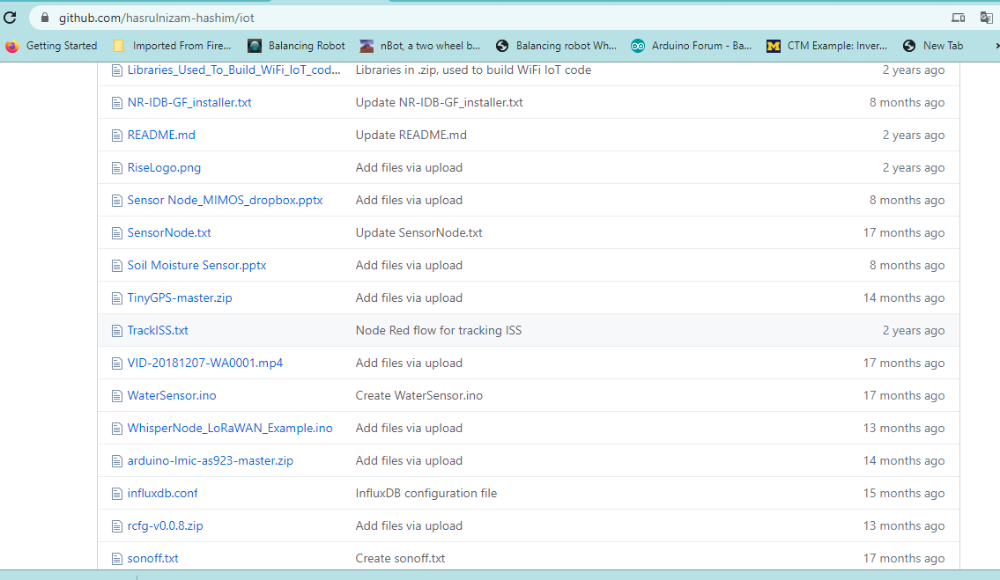 github.com/hasrulnizam-hashim/iot
Getting Started Imported From Fire... Balancing Robot nBot, a two wheel b... Balancing robot Wh... Arduino Forum - Ba... CTM Example: Inver... New Tab
Libraries_Used_To_Build_WiFi_IoT_cod... Libraries in .zip, used to build WiFi IoT code 2 years ago
NR-IDB-GF_installer.txt Update NR-IDB-GF_installer.txt 8 months ago
README.md Update README.md 2 years ago
RiseLogo.png Add files via upload 2 years ago
Sensor Node_MIMOS_dropbox.pptx Add files via upload 8 months ago
SensorNode.txt Update SensorNode.txt 17 months ago
Soil Moisture Sensor.pptx Add files via upload 8 months ago
TinyGPS-master.zip Add files via upload 14 months ago
TrackISS.txt Node Red flow for tracking ISS 2 years ago
VID-20181207-WA0001.mp4 Add files via upload 17 months ago
WaterSensor.ino Create WaterSensor.ino 17 months ago
WhisperNode_LoRaWAN_Example.ino Add files via upload 13 months ago
arduino-lmic-as923-master.zip Add files via upload 14 months ago
influxdb.conf InfluxDB configuration file 15 months ago
rcfg-v0.0.8.zip Add files via upload 13 months ago
sonoff.txt Create sonoff.txt 17 months ago